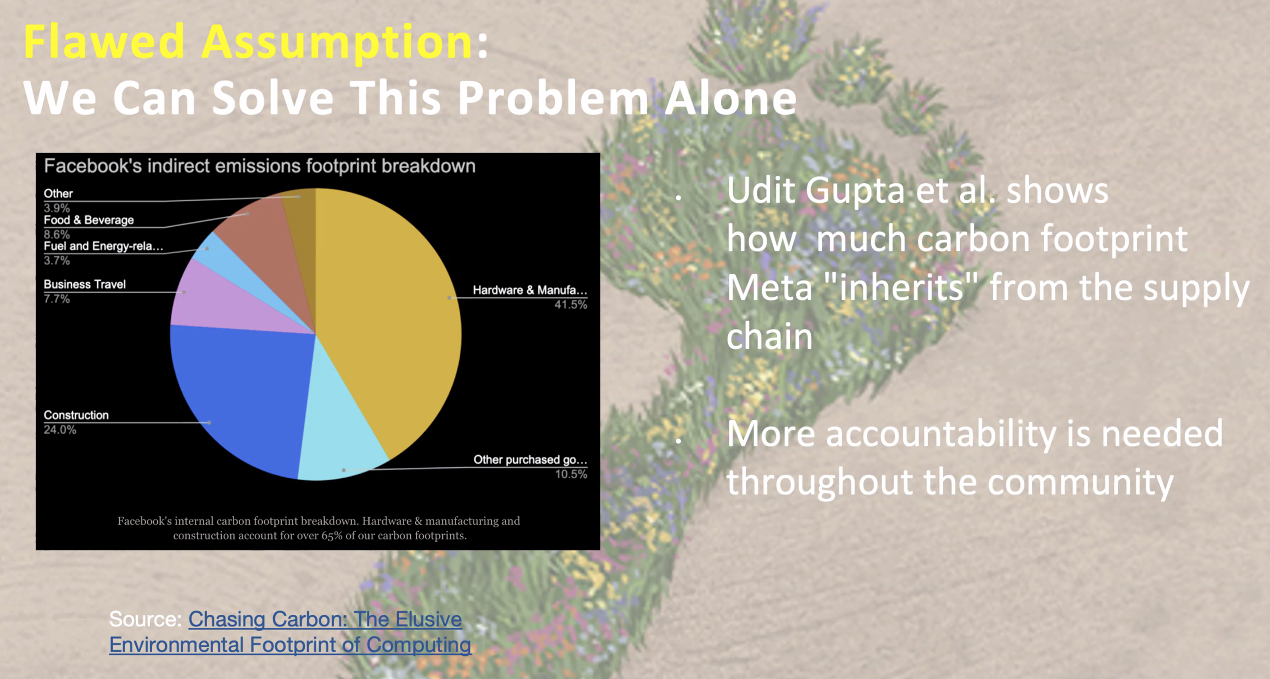 Flawed Assumption:
We Can Solve This Problem Alone
Facebook's indirect emissions footprint breakdown
Other
3.9%
Food & Beverage
8.6%
Fuel and Energy-rela…
3.7%
Business Travel
7.7%
Construction
24.0%
Hardware & Manufa…
41.5%
Other purchased go…
10.5%
Facebook's internal carbon footprint breakdown. Hardware & manufacturing and
construction account for over 65% of our carbon footprints.
• Udit Gupta et al. shows
how  much carbon footprint
Meta "inherits" from the supply
chain
• More accountability is needed
throughout the community
Source: Chasing Carbon: The Elusive
Environmental Footprint of Computing